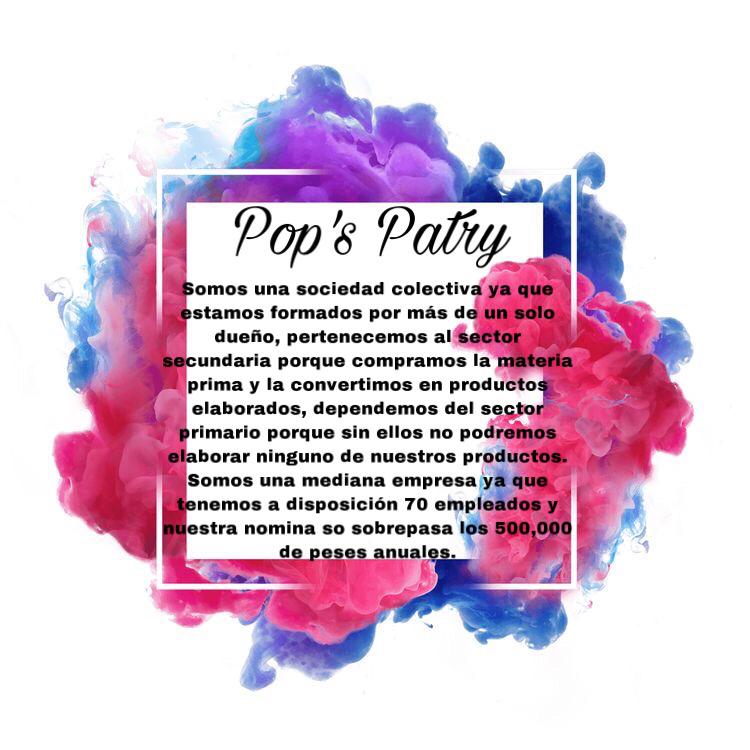 Pop's Patry
Somos una sociedad colectiva ya que
estamos formados por más de un solo
dueño, pertenecemos al sector
secundaria porque compramos la materia
prima y la convertimos en productos
elaborados, dependemos del sector
primario porque sin ellos no podremos
elaborar ninguno de nuestros productos.
Somos una mediana empresa ya que
tenemos a disposición 70 empleados y
nuestra nomina so sobrepasa los 500,000
de peses anuales.